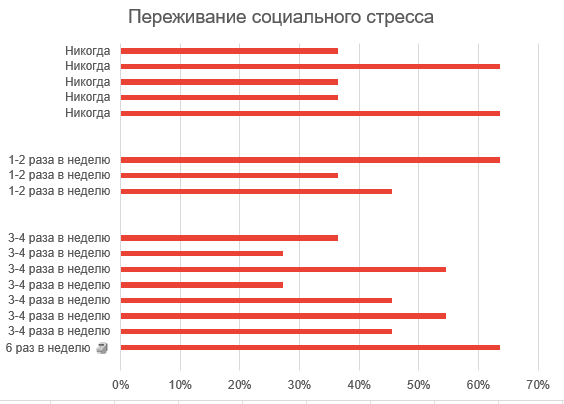 Переживание социального стресса
Никогда
Никогда
Никогда
Никогда
Никогда
1-2 раза в неделю
1-2 раза в неделю
1-2 раза в неделю
3-4 раза в неделю
3-4 раза в неделю
3-4 раза в неделю
3-4 раза в неделю
3-4 раза в неделю
3-4 раза в неделю
3-4 раза в неделю
6 раз в неделю
0% 10% 20% 30% 40% 50% 60% 70%